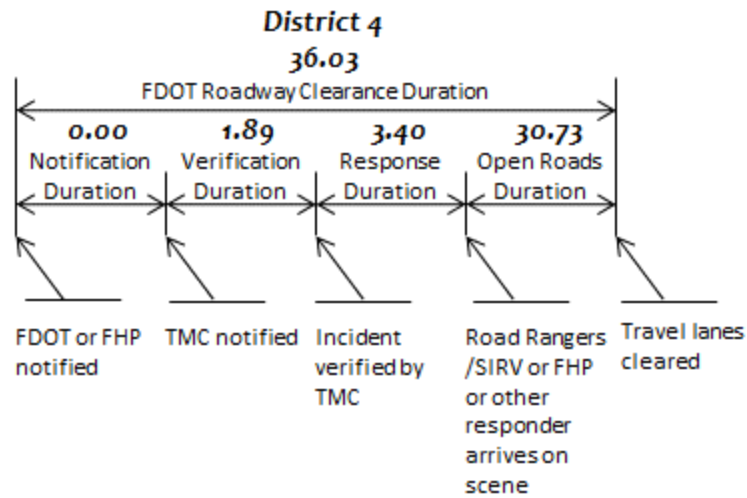 District 4
36.03
FDOT Roadway Clearance Duration
0.00 1.89 3.40 30.73
Notification Verification Response Open Roads
Duration Duration Duration Duration
FDOT or FHP
notified
TMC notified
Incident
verified by
TMC
Road Rangers
/SIRV or FHP
or other
responder
arrives on
scene
Travel lanes
cleared